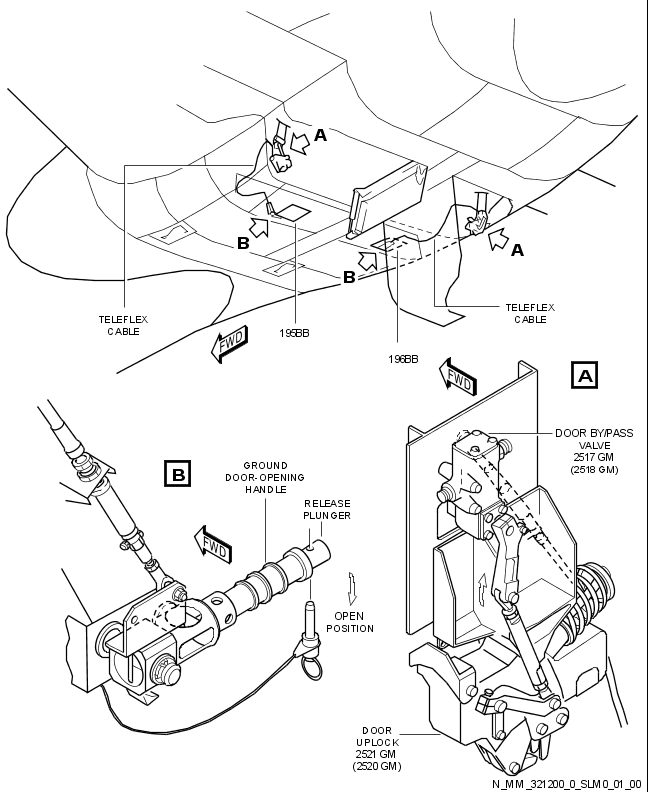 A
TELEFLEX
CABLE
B
A
B
TELEFLEX
CABLE
195BB
196BB
FWD
FWD
A
DOOR BY/PASS
VALVE
2517 GM
(2518 GM)
B
GROUND
DOOR-OPENING
HANDLE
RELEASE
PLUNGER
FWD
OPEN
POSITION
DOOR
UPLOCK
2521 GM
(2520 GM)
N_MM_321200_0_SLM0_01_00